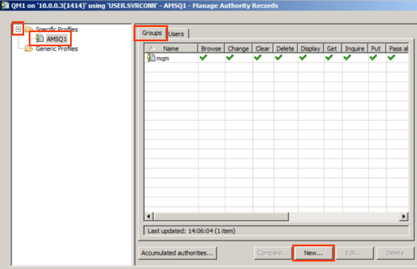 QM1 on '10.0.0.3(1414)' using 'USER.SVRCONN' - AMSQ1 - Manage Authority Records
Specific Profiles
AMSQ1
Generic Profiles
Groups Users
Name Browse Change Clear Delete Display Get Inquire Put Pass all
mqm
Last updated: 14:06:04 (1 item)
Accumulated authorities... Compare... New... Edit... Delete